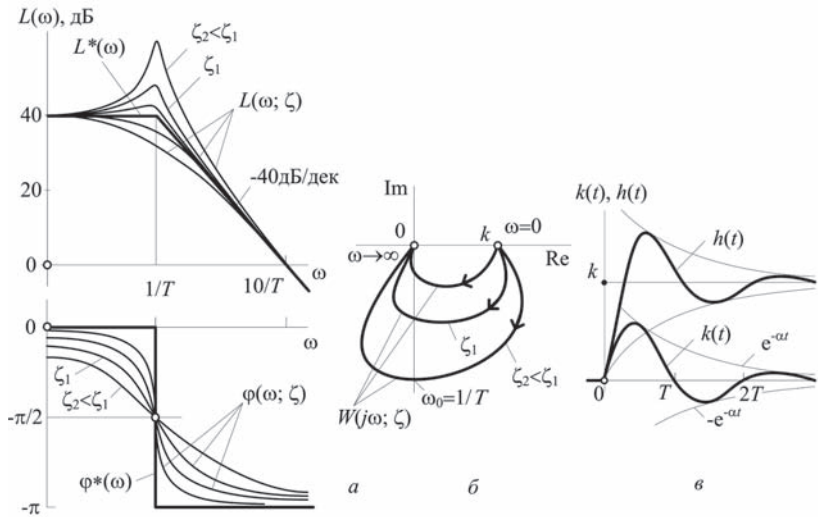 L(ω), дБ
L*(ω)
ζ₂<ζ₁
ζ₁
L(ω; ζ)
40
20
0
-40дБ/дек
1/T
10/T
ω
0
ω
ζ₁
ζ₂<ζ₁
φ(ω; ζ)
-π/2
φ*(ω)
-π
а
Im
0
k
ω=0
ω→∞
Re
ζ₁
ζ₂<ζ₁
ω₀=1/T
W(jω; ζ)
б
k(t), h(t)
h(t)
k
k(t)
e^-αt
0
T
2T
-e^-αt
в